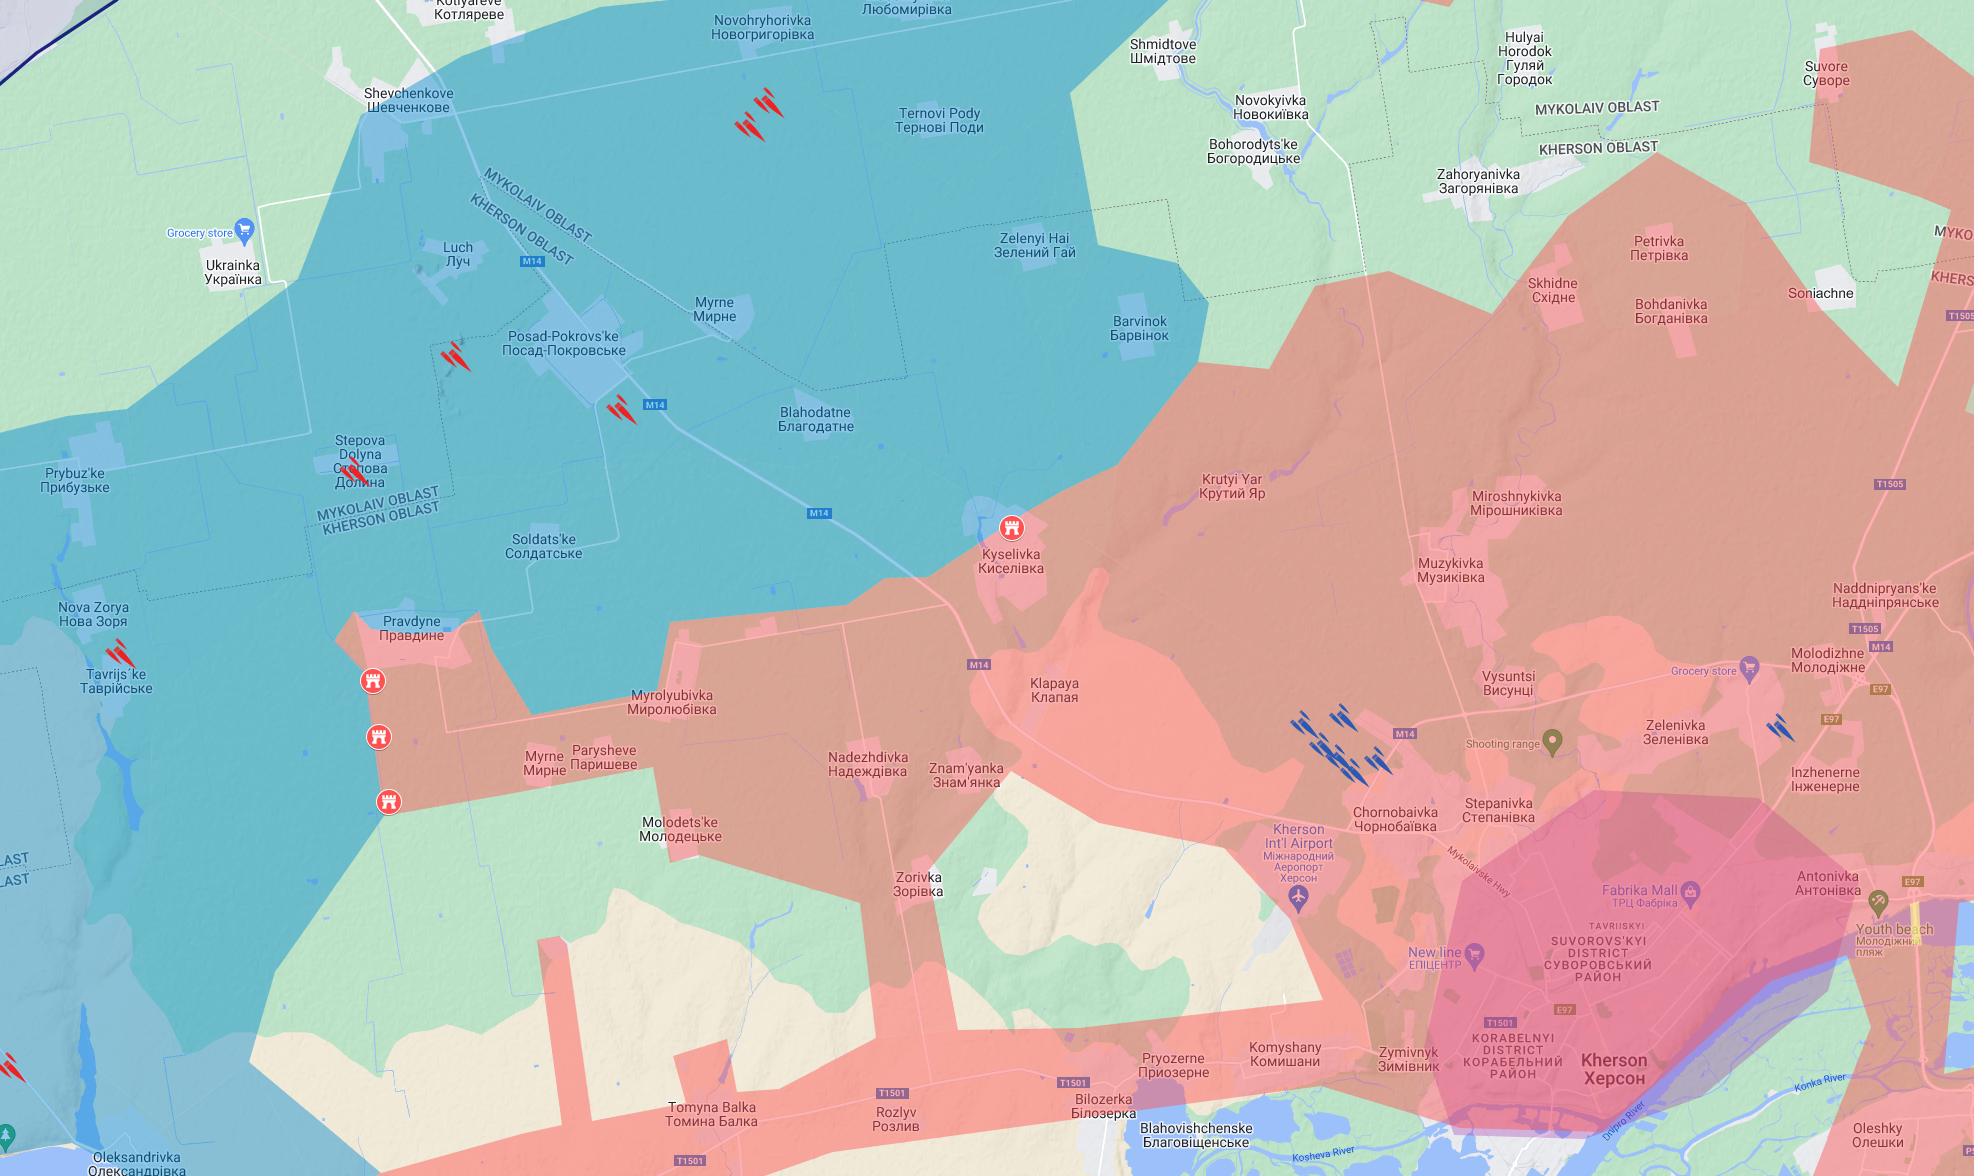 Kotlyareve
Котляреве
Novohryhorivka
Новогригорівка
Любомирівка
Shmidtove
Шмідтове
Hulyai
Horodok
Гуляй
Городок
Suvore
Суворе
Shevchenkove
Шевченкове
Ternovi Pody
Тернові Поди
Novokyivka
Новокиївка
MYKOLAIV OBLAST
KHERSON OBLAST
Bohorodyts'ke
Богородицьке
Zahoryanivka
Загорянівка
MYKOLAIV OBLAST
KHERSON OBLAST
Grocery store
Ukrainka
Українка
Luch
Луч
M14
Zelenyi Hai
Зелений Гай
Petrivka
Петрівка
MYKO
KHERS
Skhidne
Східне
Soniachne
Bohdanivka
Богданівка
T1505
Myrne
Мирне
Barvinok
Барвінок
Posad-Pokrovs'ke
Посад-Покровське
M14
Blahodatne
Благодатне
Stepova
Dolyna
Степова
Долина
Prybuz'ke
Прибузьке
MYKOLAIV OBLAST
KHERSON OBLAST
M14
Krutyi Yar
Крутий Яр
Miroshnykivka
Мірошниківка
T1505
Soldats'ke
Солдатське
Kyselivka
Киселівка
Muzykivka
Музиківка
Naddnipryans'ke
Наддніпрянське
Nova Zorya
Нова Зоря
Pravdyne
Правдине
T1505
M14
Molodizhne
Молодіжне
M14
Tavrijs'ke
Таврійське
Klapaya
Клапая
Vysuntsi
Висунці
Grocery store
E97
Myrolyubivka
Миролюбівка
E97
M14
Shooting range
Zelenivka
Зеленівка
Myrne
Мирне
Parysheve
Паришеве
Nadezhdivka
Надеждівка
Znam'yanka
Знам'янка
Inzhenerne
Інженерне
Molodets'ke
Молодецьке
Chornobaivka
Чорнобаївка
Stepanivka
Степанівка
Kherson
Int'l Airport
Міжнародний
Аеропорт
Херсон
Mykolaivske Hwy
LAST
LAST
Zorivka
Зорівка
Antonivka
Антонівка
E97
Fabrika Mall
ТРЦ Фабріка
TAVRIISKYI
Youth beach
Молодіжний
пляж
New line
ЕПІЦЕНТР
SUVOROVS'KYI
DISTRICT
СУВОРОВСЬКИЙ
РАЙОН
E97
T1501
KORABELNYI
DISTRICT
КОРАБЕЛЬНИЙ
РАЙОН
Kherson
Херсон
Komyshany
Комишани
Zymivnyk
Зимівник
Pryozerne
Приозерне
T1501
T1501
Konka River
Bilozerka
Білозерка
Tomyna Balka
Томина Балка
Rozlyv
Розлив
Blahovishchenske
Благовіщенське
Dnipro River
Kosheva River
Oleshky
Олешки
T1501
Oleksandrivka
Олександрівка